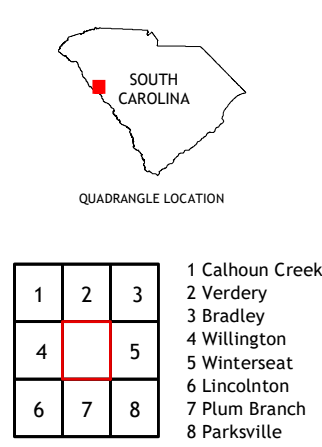 SOUTH
CAROLINA
QUADRANGLE LOCATION
1 2 3
4 5
6 7 8
1 Calhoun Creek
2 Verdery
3 Bradley
4 Willington
5 Winterseat
6 Lincolnton
7 Plum Branch
8 Parksville